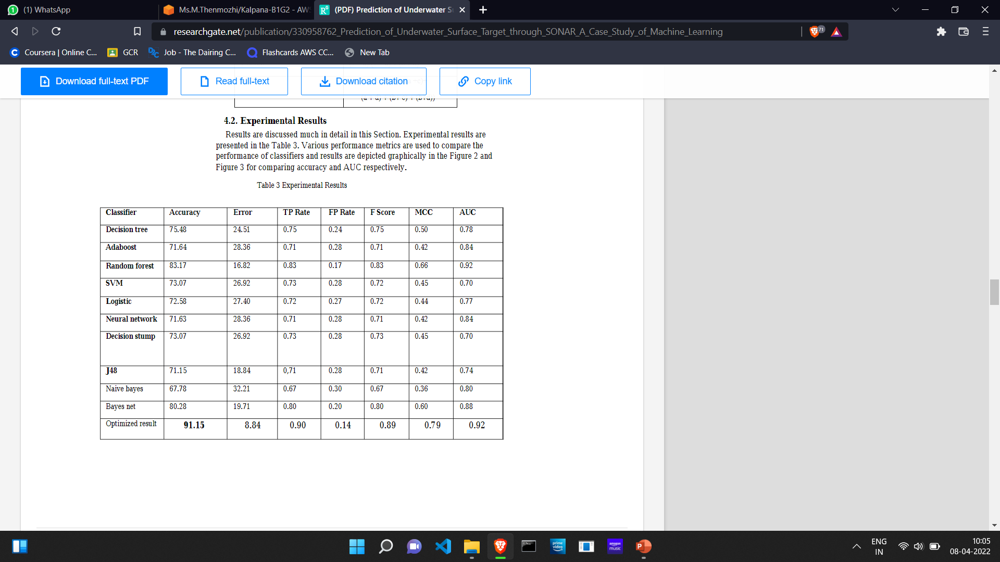 (1) WhatsApp
Ms.M.Thenmozhi/Kalpana-B1G2 - AW
(PDF) Prediction of Underwater S
researchgate.net/publication/330958762_Prediction_of_Underwater_Surface_Target_through_SONAR_A_Case_Study_of_Machine_Learning
71
Coursera | Online C...
GCR
Job - The Dairing C...
Flashcards AWS CC...
New Tab
Download full-text PDF
Read full-text
Download citation
Copy link
4.2. Experimental Results
Results are discussed much in detail in this Section. Experimental results are
presented in the Table 3. Various performance metrics are used to compare the
performance of classifiers and results are depicted graphically in the Figure 2 and
Figure 3 for comparing accuracy and AUC respectively.
Table 3 Experimental Results
Classifier Accuracy Error TP Rate FP Rate F Score MCC AUC
Decision tree 75.48 24.51 0.75 0.24 0.75 0.50 0.78
Adaboost 71.64 28.36 0.71 0.28 0.71 0.42 0.84
Random forest 83.17 16.82 0.83 0.17 0.83 0.66 0.92
SVM 73.07 26.92 0.73 0.28 0.72 0.45 0.70
Logistic 72.58 27.40 0.72 0.27 0.72 0.44 0.77
Neural network 71.63 28.36 0.71 0.28 0.71 0.42 0.84
Decision stump 73.07 26.92 0.73 0.28 0.73 0.45 0.70
J48 71.15 18.84 0,71 0.28 0.71 0.42 0.74
Naive bayes 67.78 32.21 0.67 0.30 0.67 0.36 0.80
Bayes net 80.28 19.71 0.80 0.20 0.80 0.60 0.88
Optimized result 91.15 8.84 0.90 0.14 0.89 0.79 0.92
prime video
amazon music
ENG
IN
10:05
08-04-2022